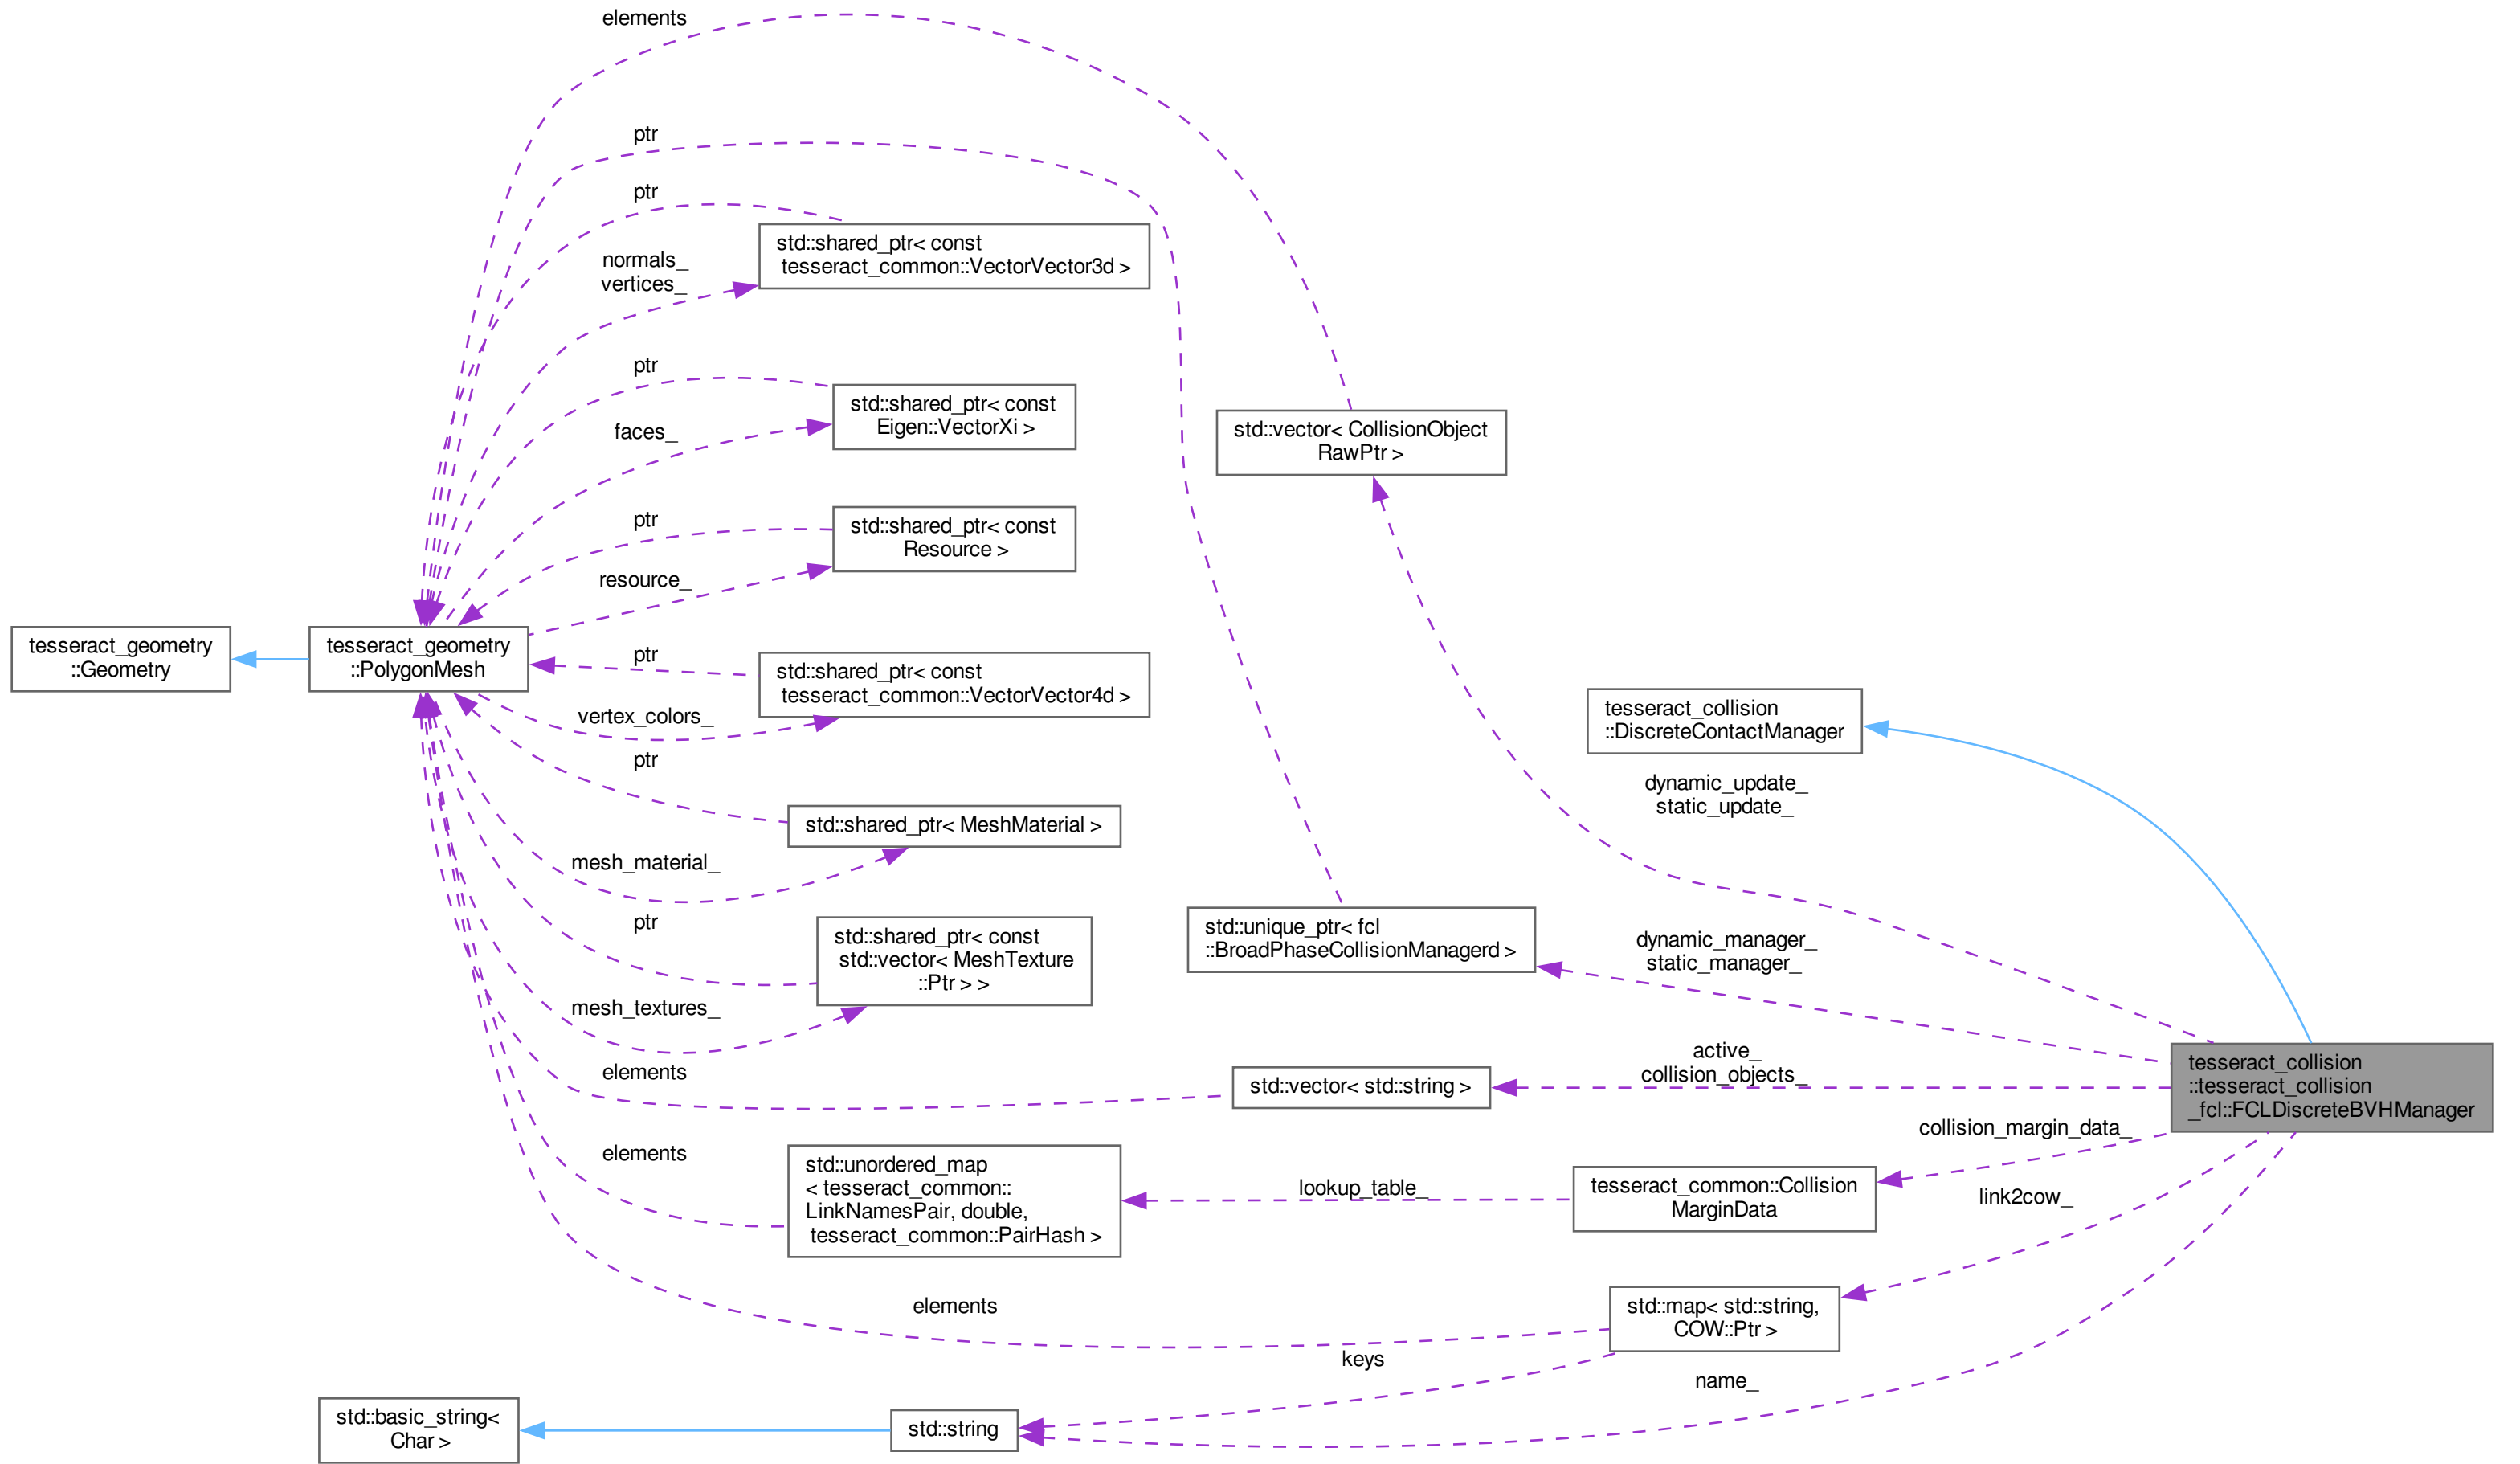 elements
ptr
ptr
std::shared_ptr< const
tesseract_common::VectorVector3d >
normals_
vertices_
ptr
std::shared_ptr< const
Eigen::VectorXi >
faces_
std::vector< CollisionObject
RawPtr >
ptr
std::shared_ptr< const
Resource >
resource_
tesseract_geometry
::Geometry
tesseract_geometry
::PolygonMesh
ptr
std::shared_ptr< const
tesseract_common::VectorVector4d >
vertex_colors_
tesseract_collision
::DiscreteContactManager
ptr
dynamic_update_
static_update_
std::shared_ptr< MeshMaterial >
mesh_material_
ptr
std::shared_ptr< const
std::vector< MeshTexture
::Ptr > >
std::unique_ptr< fcl
::BroadPhaseCollisionManagerd >
dynamic_manager_
static_manager_
mesh_textures_
elements
std::vector< std::string >
active_
collision_objects_
tesseract_collision
::tesseract_collision
_fcl::FCLDiscreteBVHManager
collision_margin_data_
elements
std::unordered_map
< tesseract_common::
LinkNamesPair, double,
tesseract_common::PairHash >
lookup_table_
tesseract_common::Collision
MarginData
link2cow_
elements
std::map< std::string,
COW::Ptr >
keys
name_
std::basic_string<
Char >
std::string